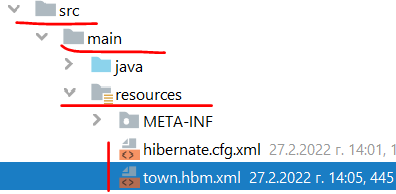 src
main
java
resources
META-INF
hibernate.cfg.xml 27.2.2022 г. 14:01, 1
town.hbm.xml 27.2.2022 г. 14:05, 445